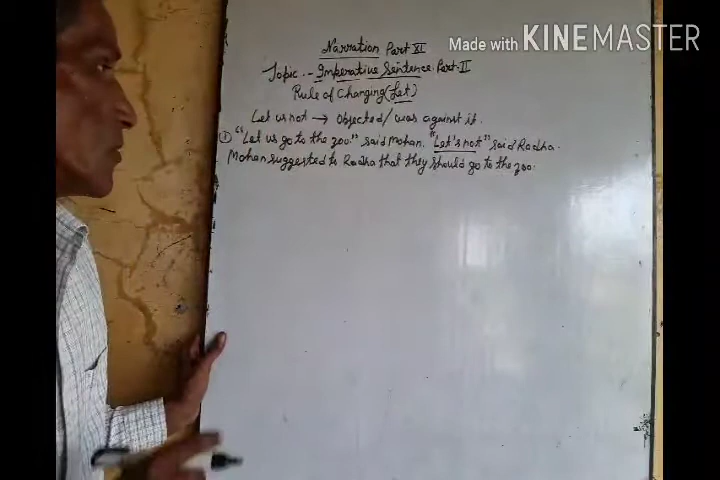 Narration Part XI
Made with KINEMASTER
Topic :- Imperative Sentence. Part-II
Rule of Changing (Let)
Let us not → Objected/ was against it.
① "Let us go to the zoo." said Mohan. "Let's not" said Radha.
Mohan suggested to Radha that they should go to the zoo.